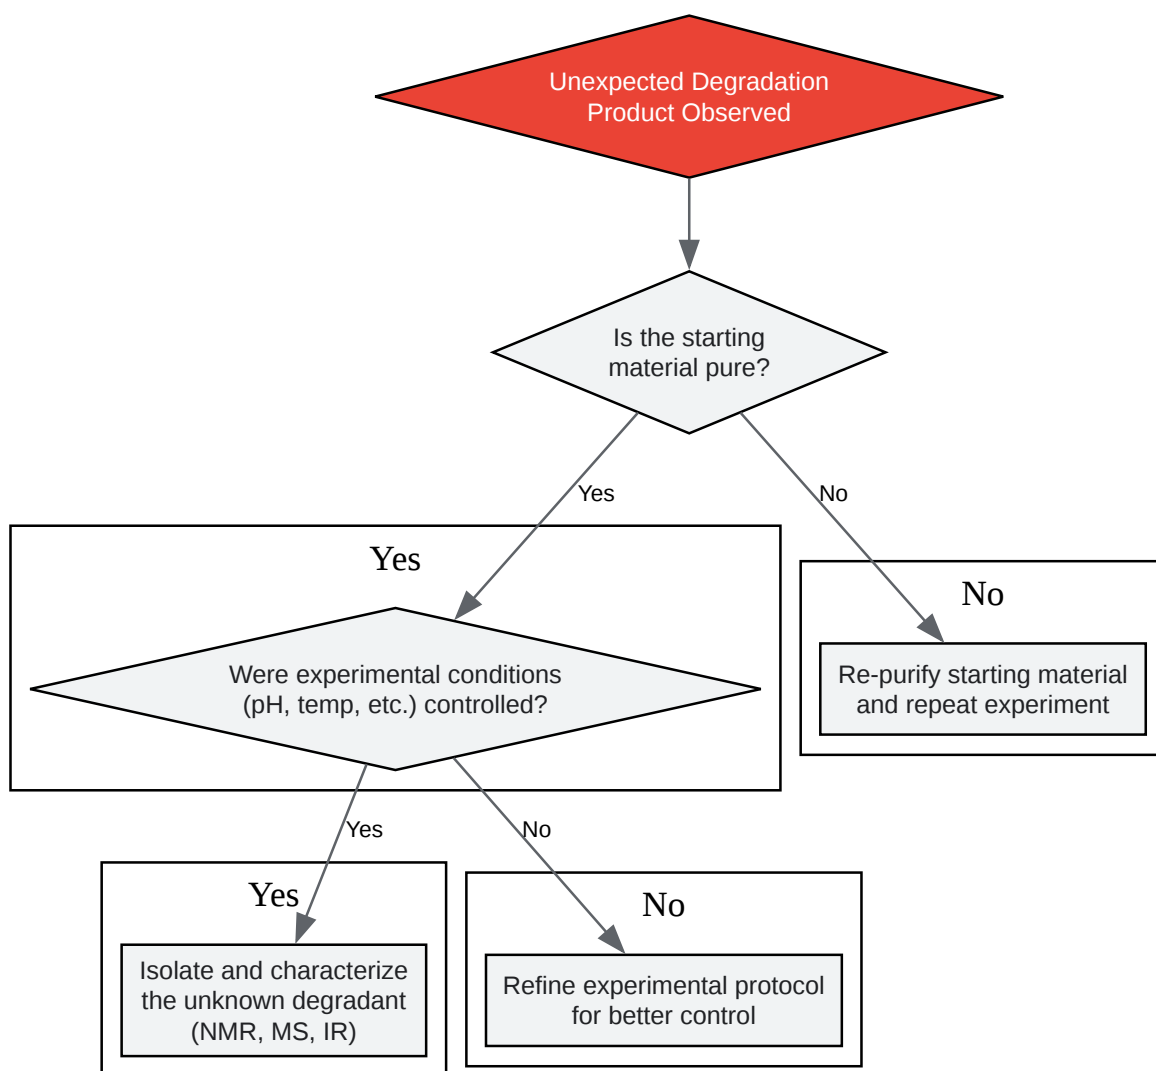 Unexpected Degradation
Product Observed
Is the starting
material pure?
Yes
No
Yes
No
Were experimental conditions
(pH, temp, etc.) controlled?
Re-purify starting material
and repeat experiment
Yes
No
Yes
No
Isolate and characterize
the unknown degradant
(NMR, MS, IR)
Refine experimental protocol
for better control